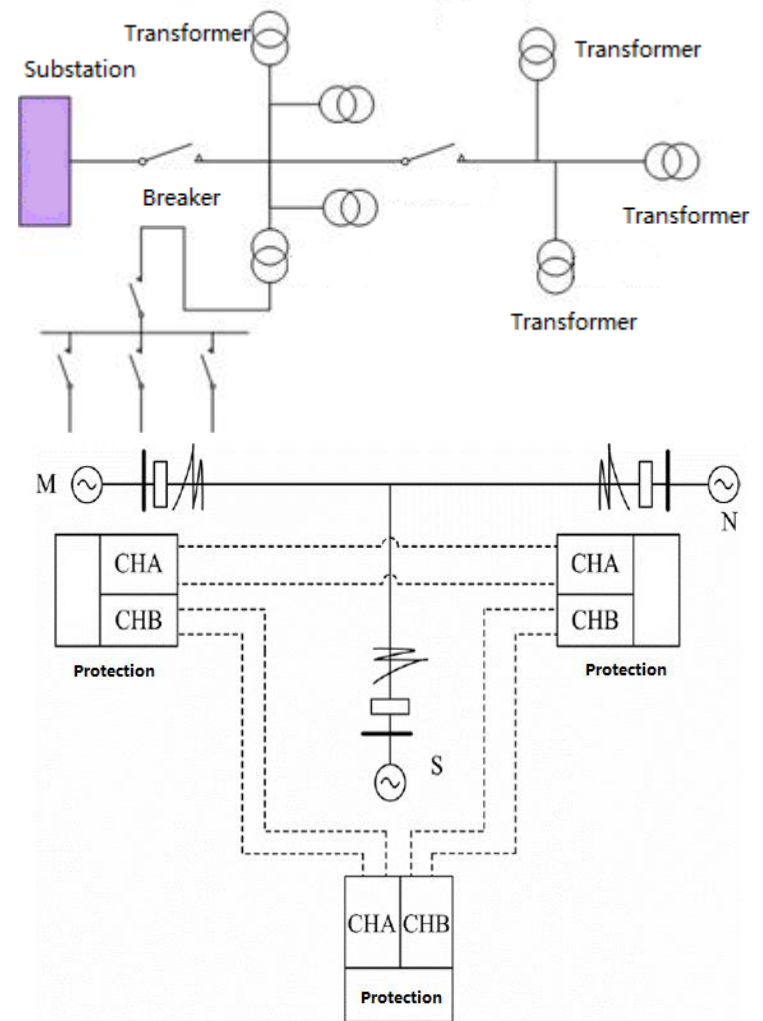 Transformer
Substation
Transformer
Breaker
Transformer
Transformer
M
N
CHA
CHA
CHB
CHB
Protection
Protection
S
CHA CHB
Protection